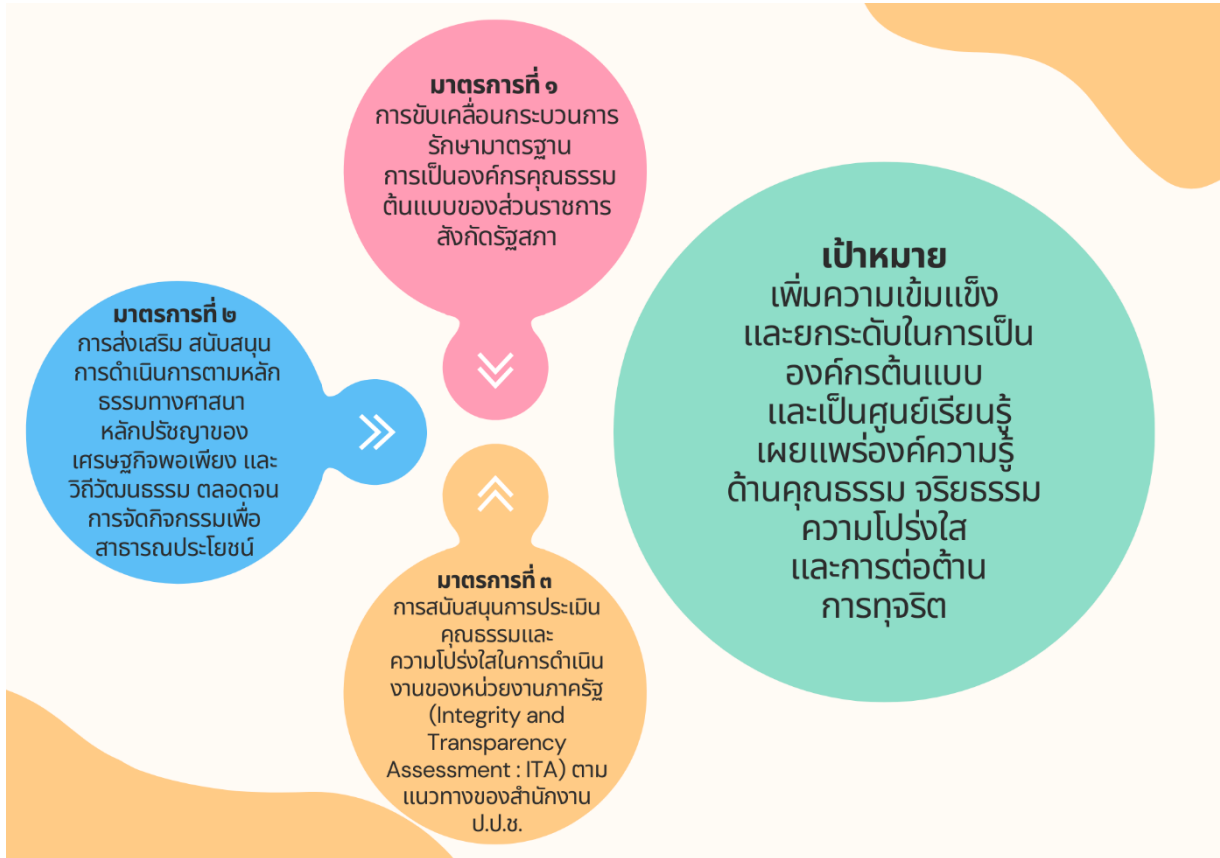 มาตรการที่ ๑
การขับเคลื่อนกระบวนการ
รักษามาตรฐาน
การเป็นองค์กรคุณธรรม
ต้นแบบของส่วนราชการ
สังกัดรัฐสภา
มาตรการที่ ๒
การส่งเสริม สนับสนุน
การดำเนินการตามหลัก
ธรรมทางศาสนา
หลักปรัชญาของ
เศรษฐกิจพอเพียง และ
วิถีวัฒนธรรม ตลอดจน
การจัดกิจกรรมเพื่อ
สาธารณประโยชน์
มาตรการที่ ๓
การสนับสนุนการประเมิน
คุณธรรมและ
ความโปร่งใสในการดำเนิน
งานของหน่วยงานภาครัฐ
(Integrity and
Transparency
Assessment : ITA) ตาม
แนวทางของสำนักงาน
ป.ป.ช.
เป้าหมาย
เพิ่มความเข้มแข็ง
และยกระดับในการเป็น
องค์กรต้นแบบ
และเป็นศูนย์เรียนรู้
เผยแพร่องค์ความรู้
ด้านคุณธรรม จริยธรรม
ความโปร่งใส
และการต่อต้าน
การทุจริต